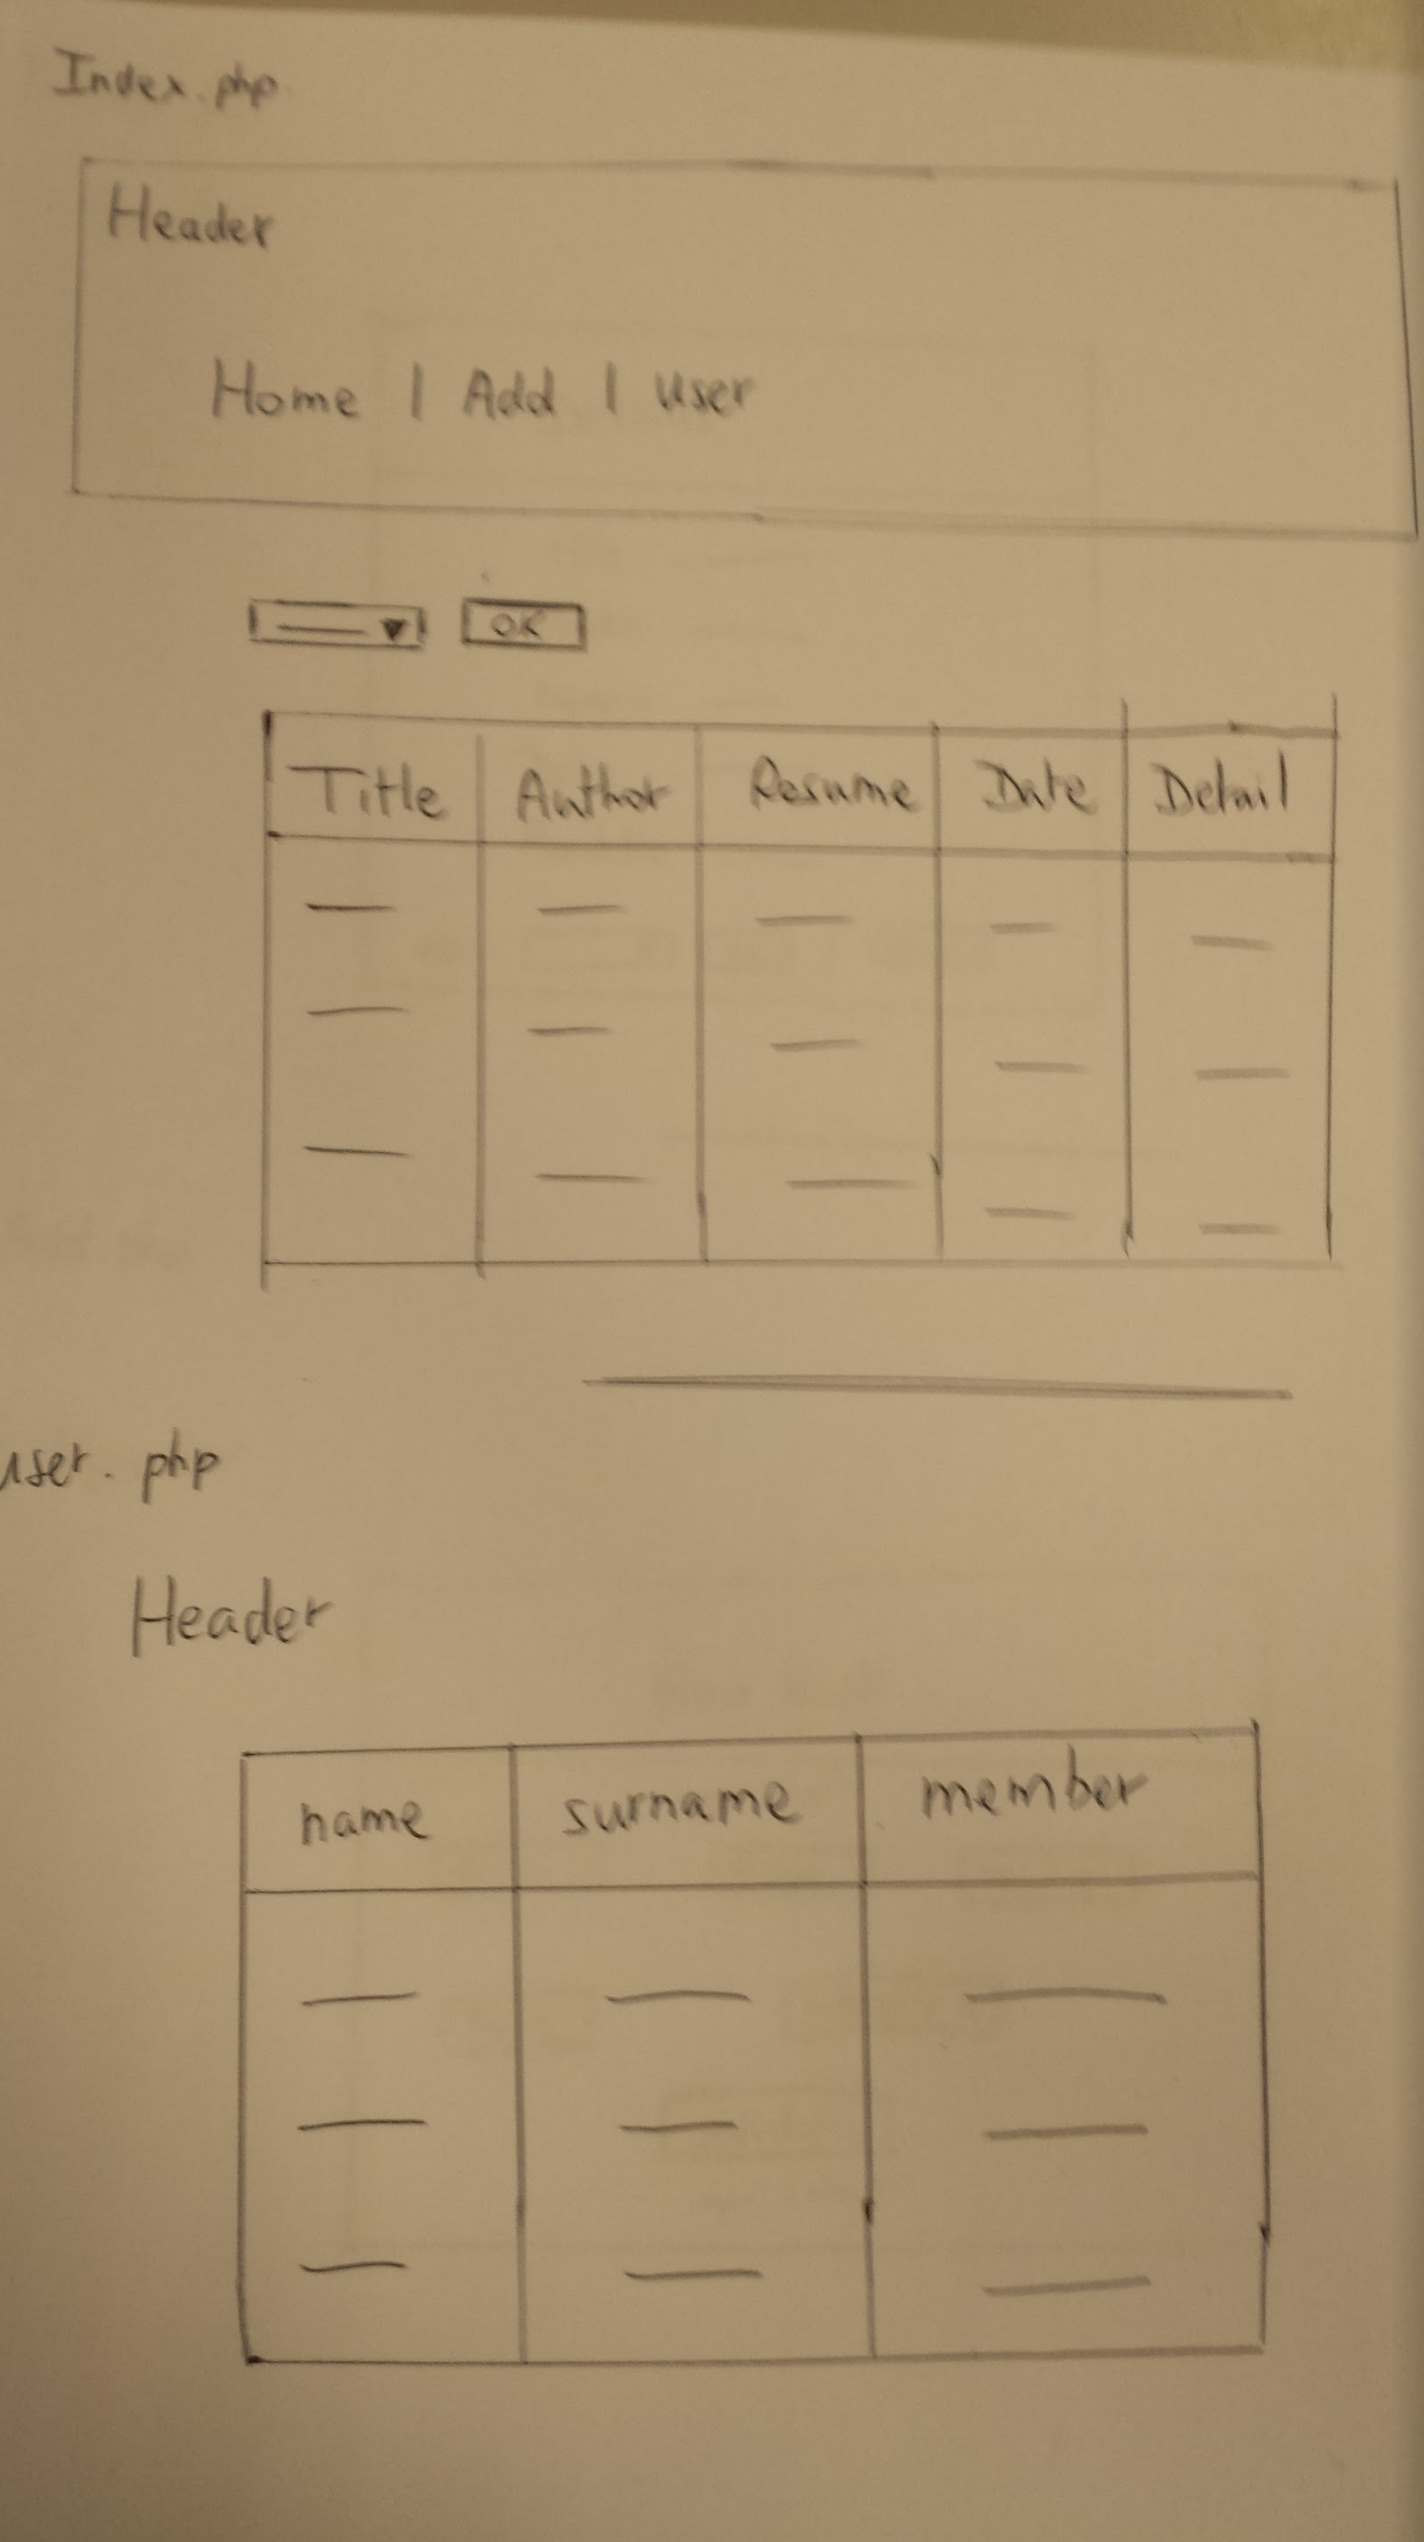 Index.php
Header
Home | Add | user
OK
Title Author Resume Date Detail
user.php
Header
name surname member